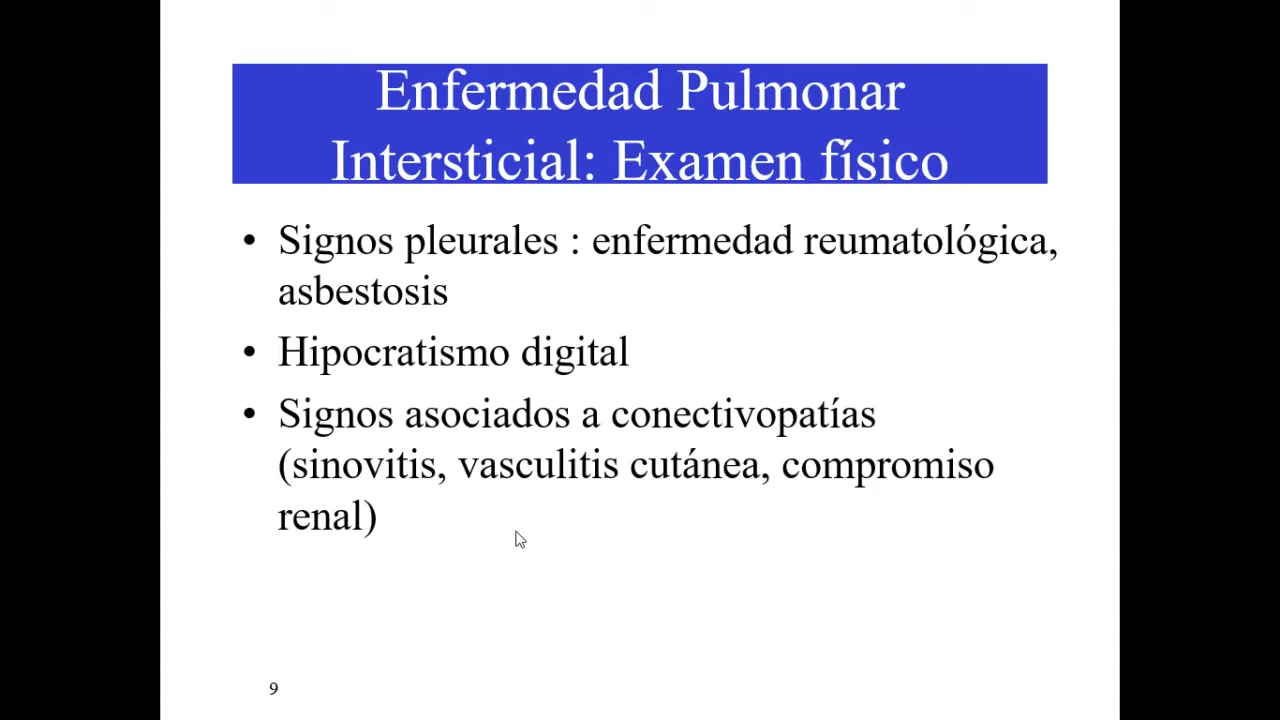 Enfermedad Pulmonar
Intersticial: Examen físico
• Signos pleurales : enfermedad reumatológica,
asbestosis
• Hipocratismo digital
• Signos asociados a conectivopatías
(sinovitis, vasculitis cutánea, compromiso
renal)
9